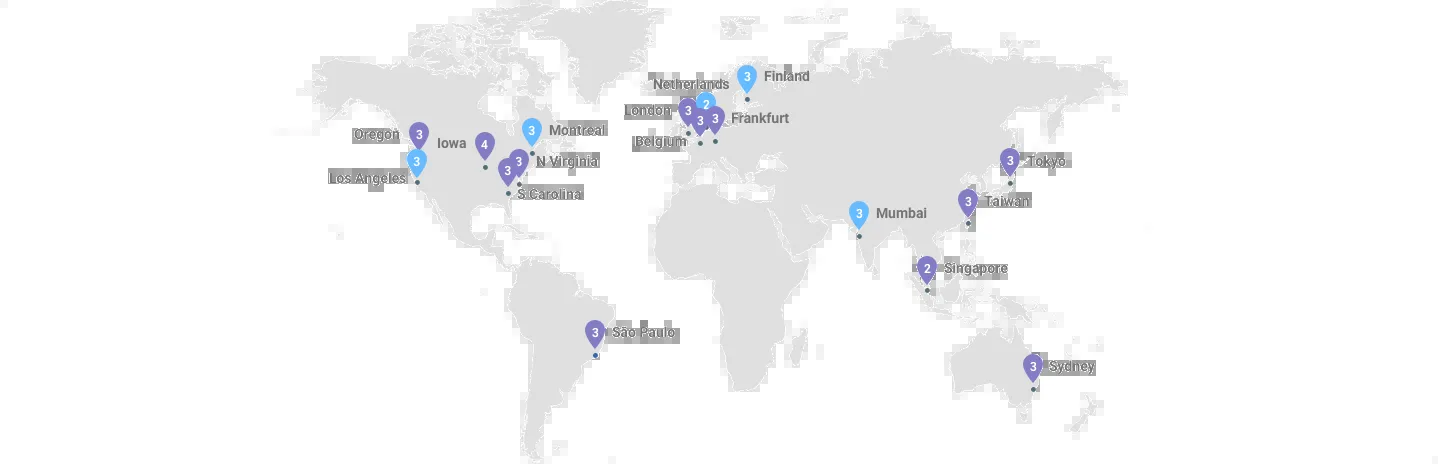 3 Finland
Netherlands 2
London 3
3 3 Frankfurt
Belgium
Oregon 3
Iowa 4
3 Montreal
3 N Virginia
3 Los Angeles
3 S Carolina
3 Tokyo
3 Taiwan
3 Mumbai
2 Singapore
3 São Paulo
3 Sydney